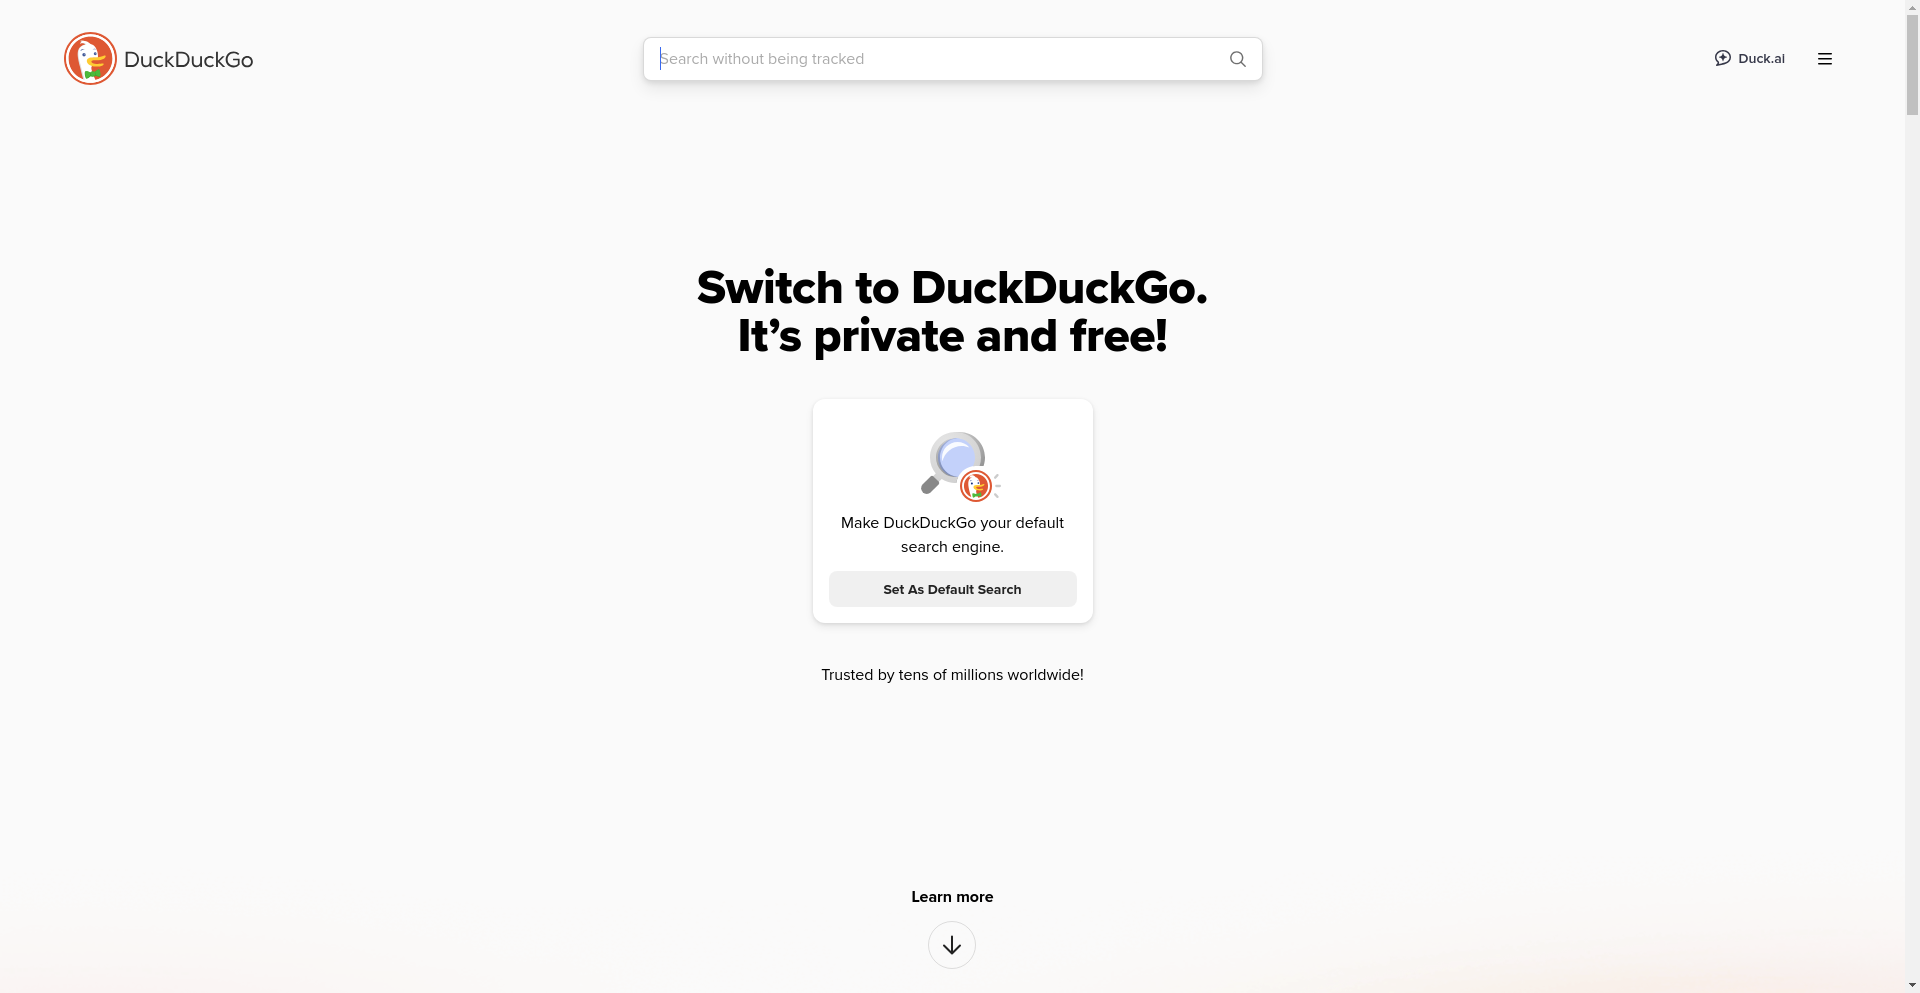 DuckDuckGo
Search without being tracked
Duck.ai
Switch to DuckDuckGo.
It’s private and free!
Make DuckDuckGo your default
search engine.
Set As Default Search
Trusted by tens of millions worldwide!
Learn more